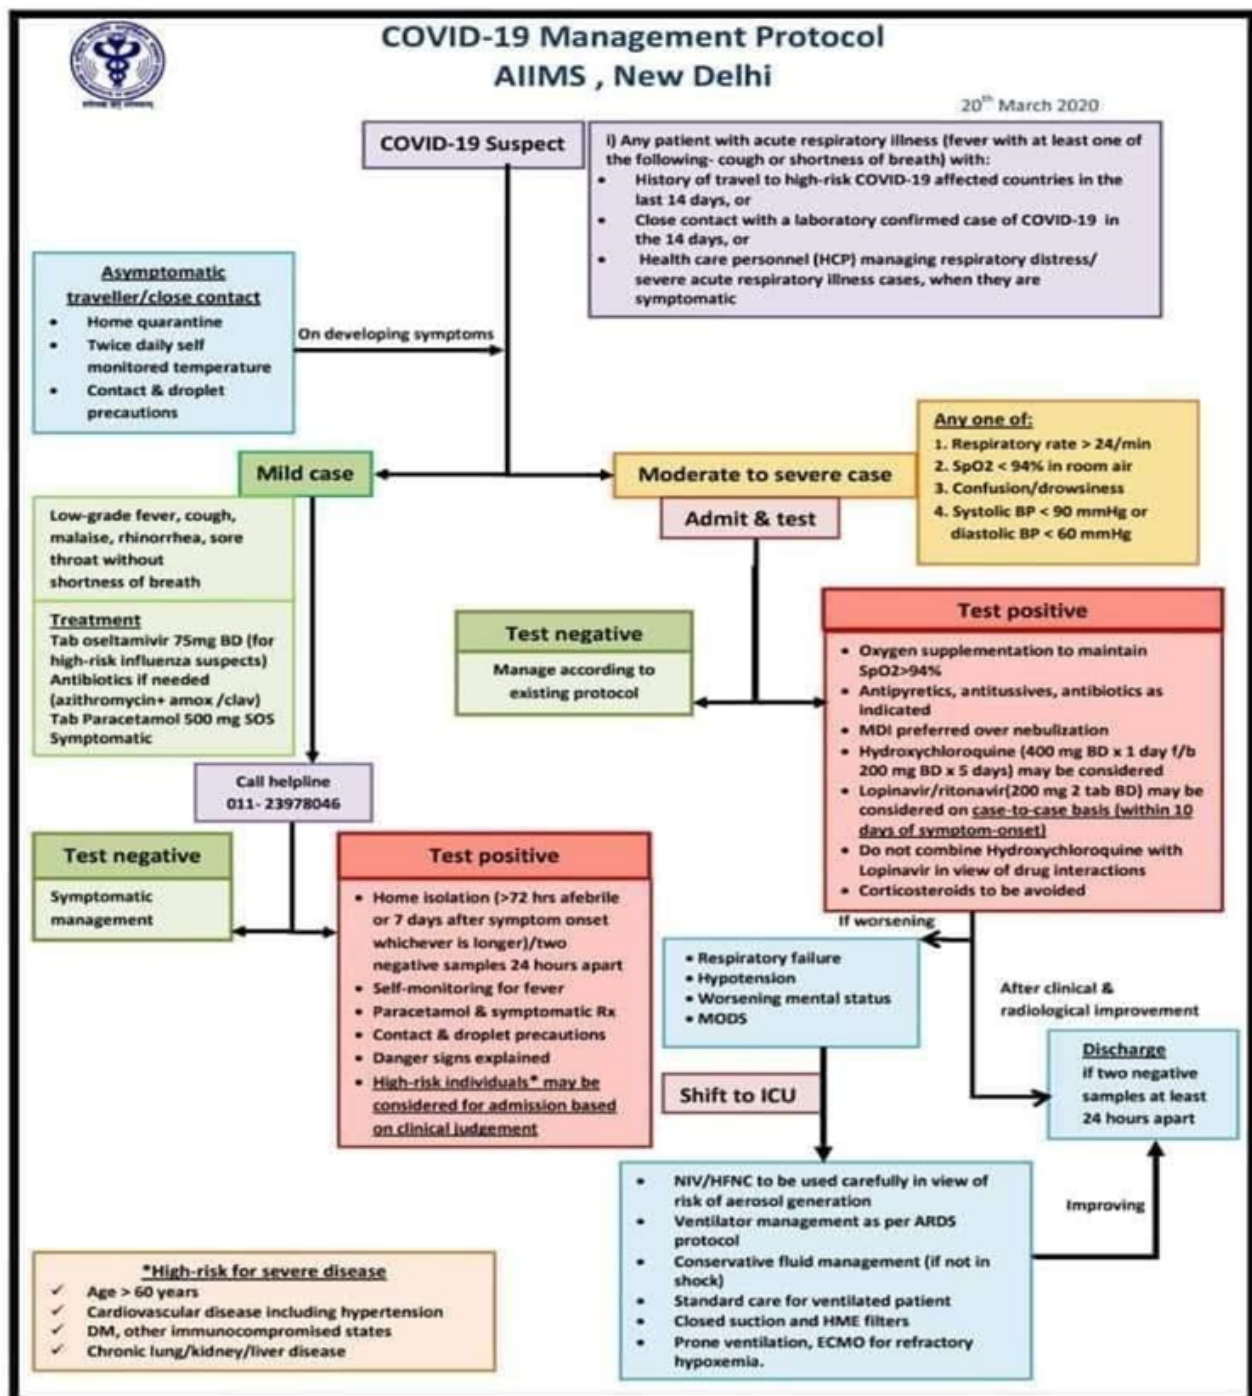 COVID-19 Management Protocol
AIIMS , New Delhi
20th March 2020
COVID-19 Suspect
i) Any patient with acute respiratory illness (fever with at least one of
the following- cough or shortness of breath) with:
• History of travel to high-risk COVID-19 affected countries in the
last 14 days, or
• Close contact with a laboratory confirmed case of COVID-19 in
the 14 days, or
• Health care personnel (HCP) managing respiratory distress/
severe acute respiratory illness cases, when they are
symptomatic
Asymptomatic
traveller/close contact
• Home quarantine
• Twice daily self
monitored temperature
• Contact & droplet
precautions
On developing symptoms
Mild case
Moderate to severe case
Any one of:
1. Respiratory rate > 24/min
2. SpO2 < 94% in room air
3. Confusion/drowsiness
4. Systolic BP < 90 mmHg or
diastolic BP < 60 mmHg
Admit & test
Low-grade fever, cough,
malaise, rhinorrhea, sore
throat without
shortness of breath
Treatment
Tab oseltamivir 75mg BD (for
high-risk influenza suspects)
Antibiotics if needed
(azithromycin+ amox /clav)
Tab Paracetamol 500 mg SOS
Symptomatic
Test negative
Manage according to
existing protocol
Test positive
• Oxygen supplementation to maintain
SpO2>94%
• Antipyretics, antitussives, antibiotics as
indicated
• MDI preferred over nebulization
• Hydroxychloroquine (400 mg BD x 1 day f/b
200 mg BD x 5 days) may be considered
• Lopinavir/ritonavir(200 mg 2 tab BD) may be
considered on case-to-case basis (within 10
days of symptom-onset)
• Do not combine Hydroxychloroquine with
Lopinavir in view of drug interactions
• Corticosteroids to be avoided
Call helpline
011- 23978046
Test negative
Symptomatic
management
Test positive
• Home isolation (>72 hrs afebrile
or 7 days after symptom onset
whichever is longer)/two
negative samples 24 hours apart
• Self-monitoring for fever
• Paracetamol & symptomatic Rx
• Contact & droplet precautions
• Danger signs explained
• High-risk individuals* may be
considered for admission based
on clinical judgement
If worsening
• Respiratory failure
• Hypotension
• Worsening mental status
• MODS
After clinical &
radiological improvement
Discharge
if two negative
samples at least
24 hours apart
Shift to ICU
• NIV/HFNC to be used carefully in view of
risk of aerosol generation
• Ventilator management as per ARDS
protocol
• Conservative fluid management (if not in
shock)
• Standard care for ventilated patient
• Closed suction and HME filters
• Prone ventilation, ECMO for refractory
hypoxemia.
Improving
*High-risk for severe disease
✓ Age > 60 years
✓ Cardiovascular disease including hypertension
✓ DM, other immunocompromised states
✓ Chronic lung/kidney/liver disease